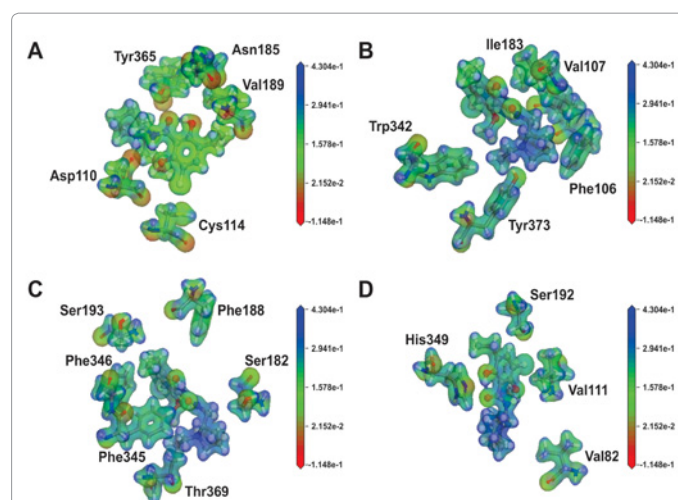 A
Tyr365
Asn185
Val189
Asp110
Cys114
4.304e-1
2.941e-1
1.578e-1
2.152e-2
-1.148e-1
B
Ile183
Val107
Trp342
Phe106
Tyr373
4.304e-1
2.941e-1
1.578e-1
2.152e-2
-1.148e-1
C
Ser193
Phe188
Phe346
Ser182
Phe345
Thr369
4.304e-1
2.941e-1
1.578e-1
2.152e-2
-1.148e-1
D
Ser192
His349
Val111
Val82
4.304e-1
2.941e-1
1.578e-1
2.152e-2
-1.148e-1